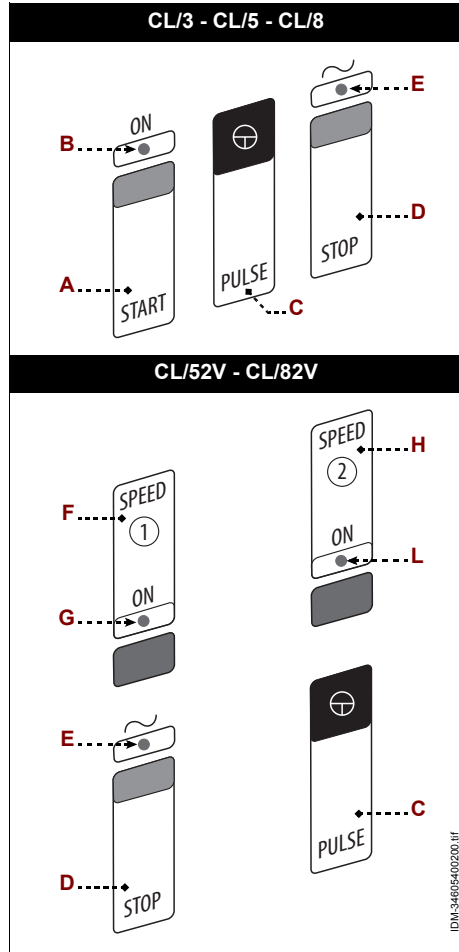 CL/3 - CL/5 - CL/8
E
ON
B
D
STOP
A
PULSE
START
C
CL/52V - CL/82V
SPEED
H
2
SPEED
F
1
ON
L
ON
G
E
C
PULSE
D
STOP
IDM-34605400200.tif